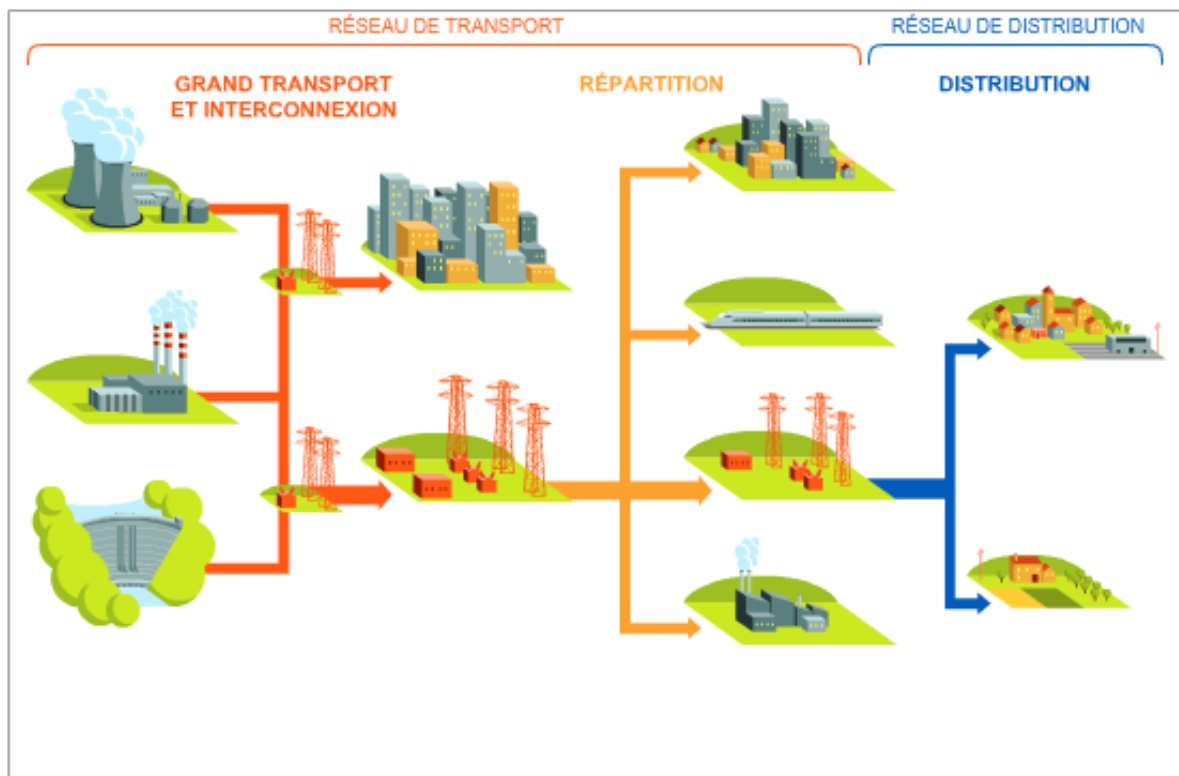 RÉSEAU DE TRANSPORT
RÉSEAU DE DISTRIBUTION
GRAND TRANSPORT
ET INTERCONNEXION
RÉPARTITION
DISTRIBUTION